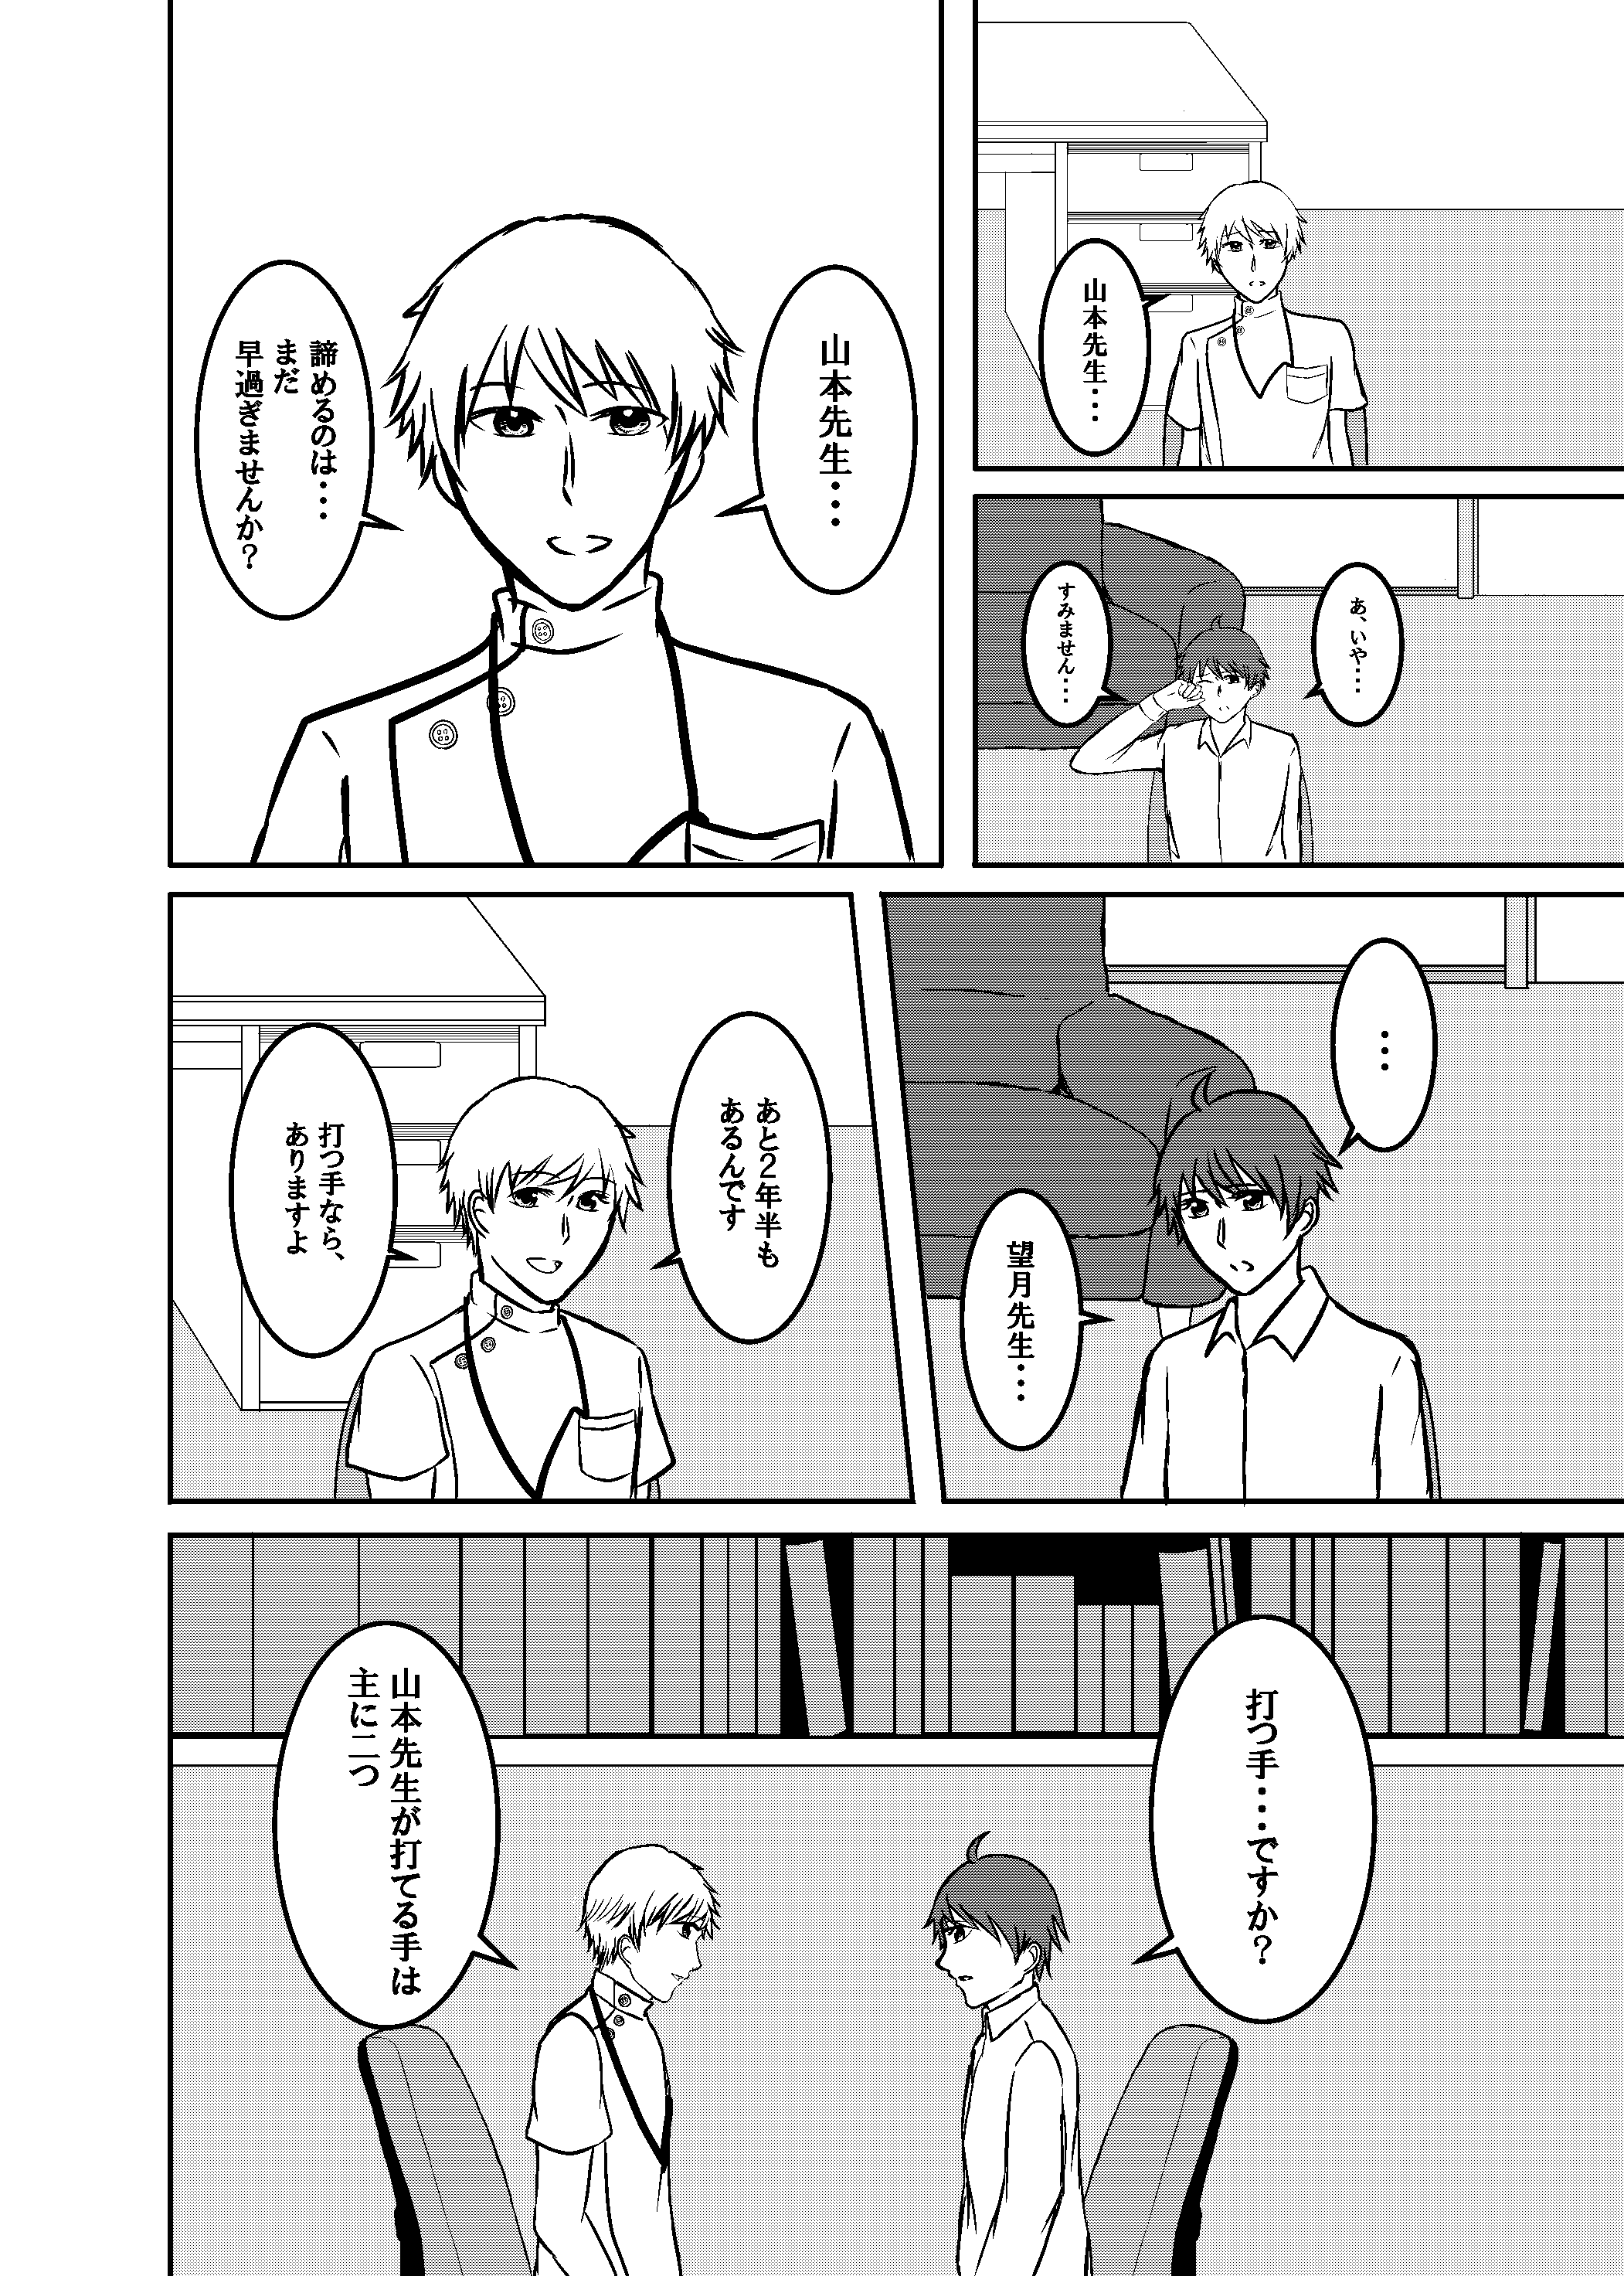 山本先生・・・
あ、いや・・・
すみません・・・
山本先生・・・
諦めるのは・・・
まだ
早過ぎませんか？
・・・
望月先生・・・
あと２年半も
あるんです
打つ手なら、
ありますよ
打つ手・・・ですか？
山本先生が打てる手は
主に二つ